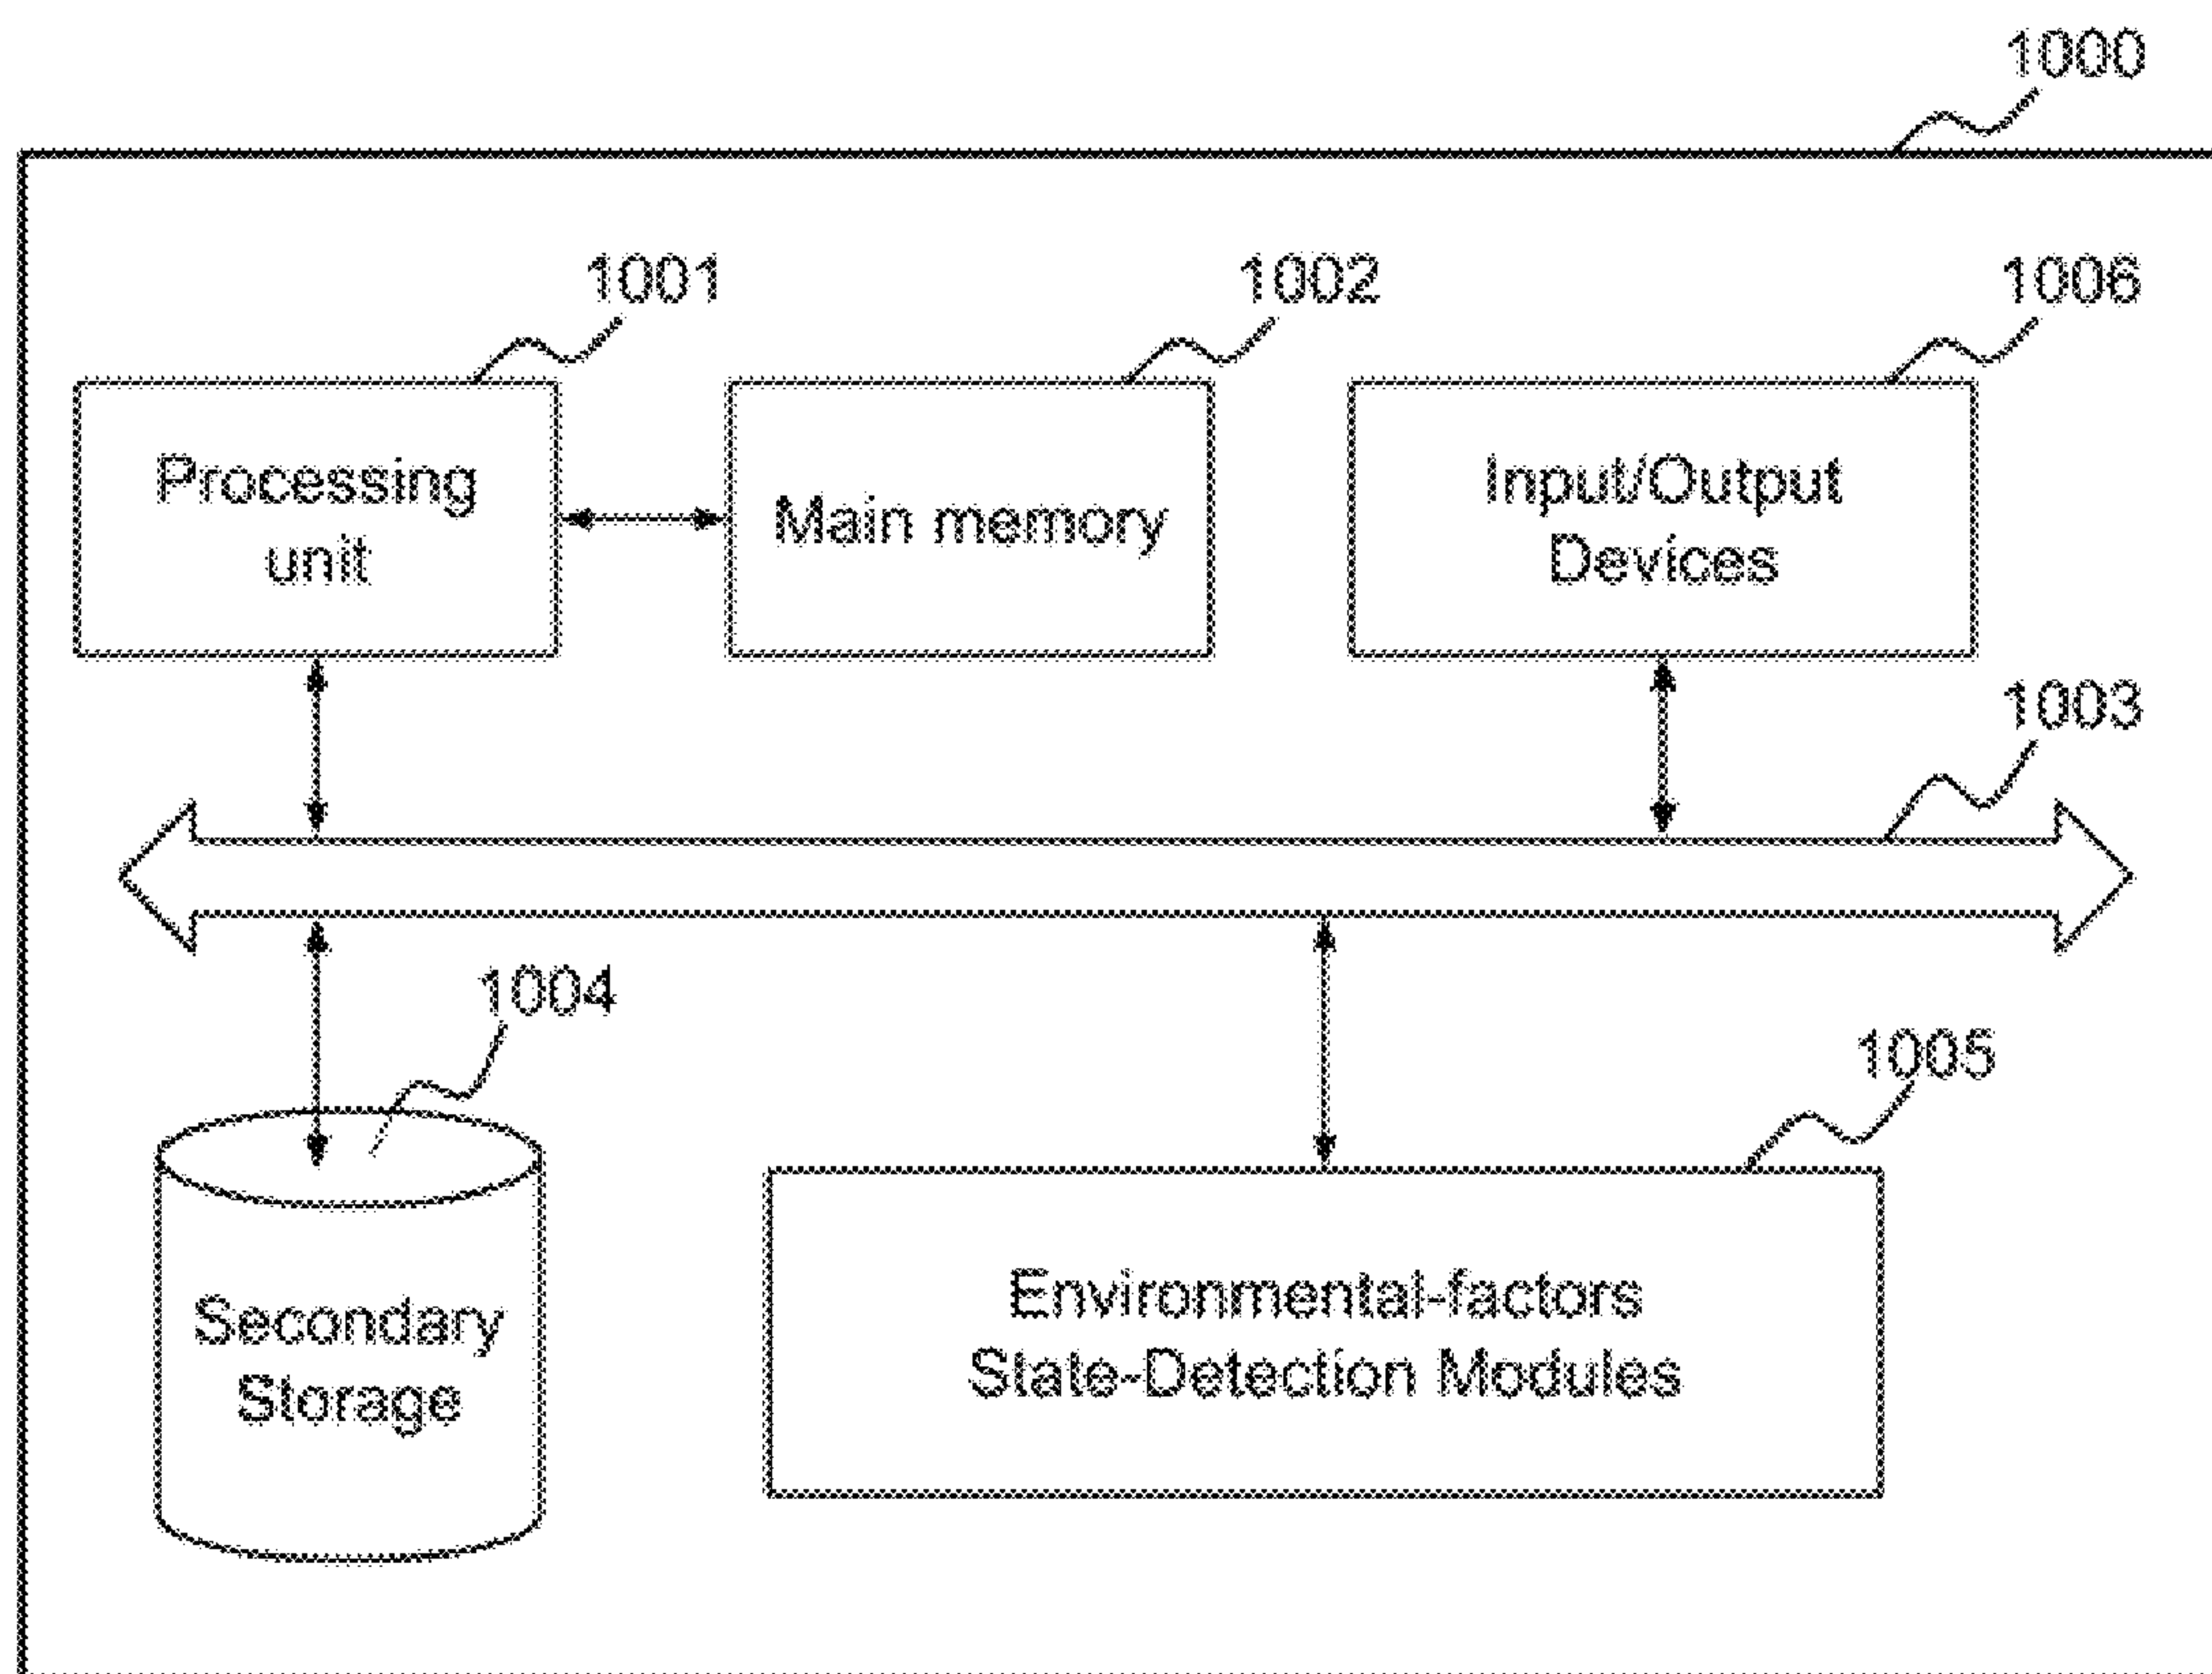 1000
1001
1002
1006
Processing
unit
Main memory
Input/Output
Devices
1003
1004
1005
Secondary
Storage
Environmental-factors
State-Detection Modules